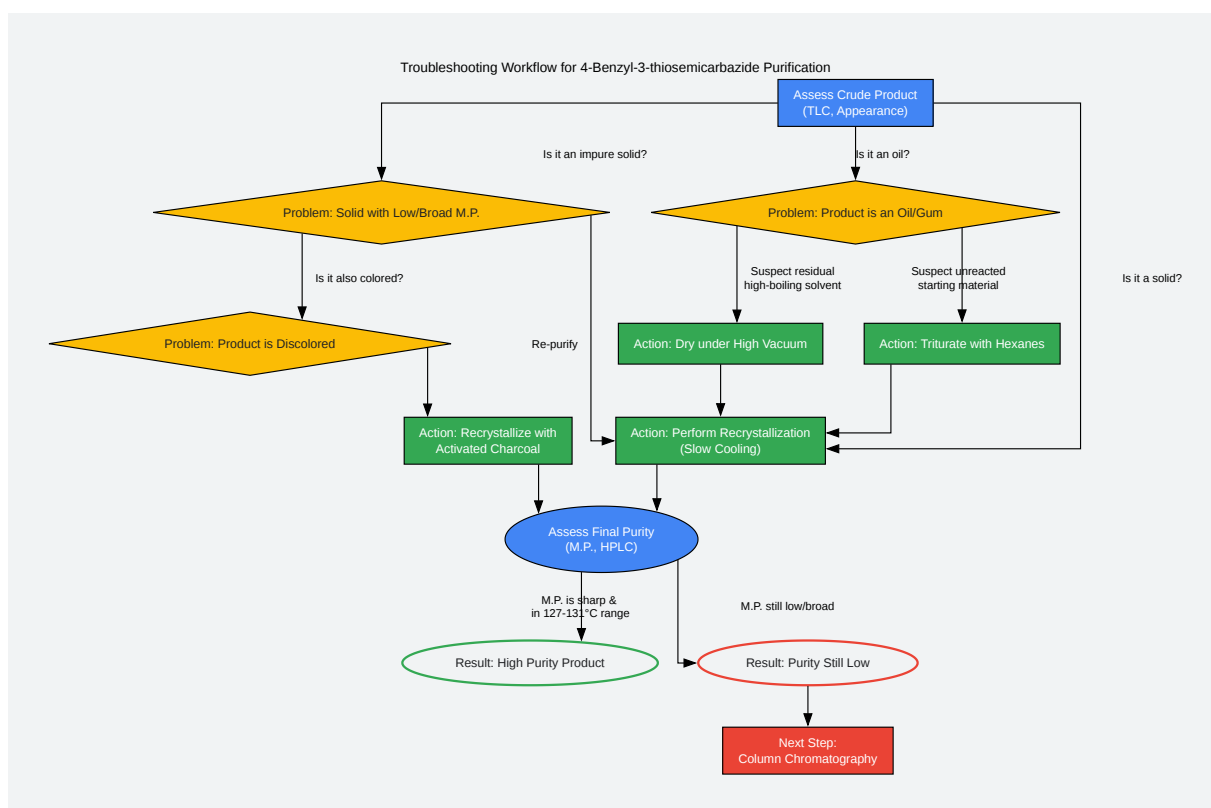 Troubleshooting Workflow for 4-Benzyl-3-thiosemicarbazide Purification
Assess Crude Product
(TLC, Appearance)
Is it an impure solid?
Is it an oil?
Problem: Solid with Low/Broad M.P.
Problem: Product is an Oil/Gum
Is it also colored?
Suspect residual
high-boiling solvent
Suspect unreacted
starting material
Is it a solid?
Problem: Product is Discolored
Re-purify
Action: Dry under High Vacuum
Action: Triturate with Hexanes
Action: Recrystallize with
Activated Charcoal
Action: Perform Recrystallization
(Slow Cooling)
Assess Final Purity
(M.P., HPLC)
M.P. is sharp &
in 127-131°C range
M.P. still low/broad
Result: High Purity Product
Result: Purity Still Low
Next Step:
Column Chromatography